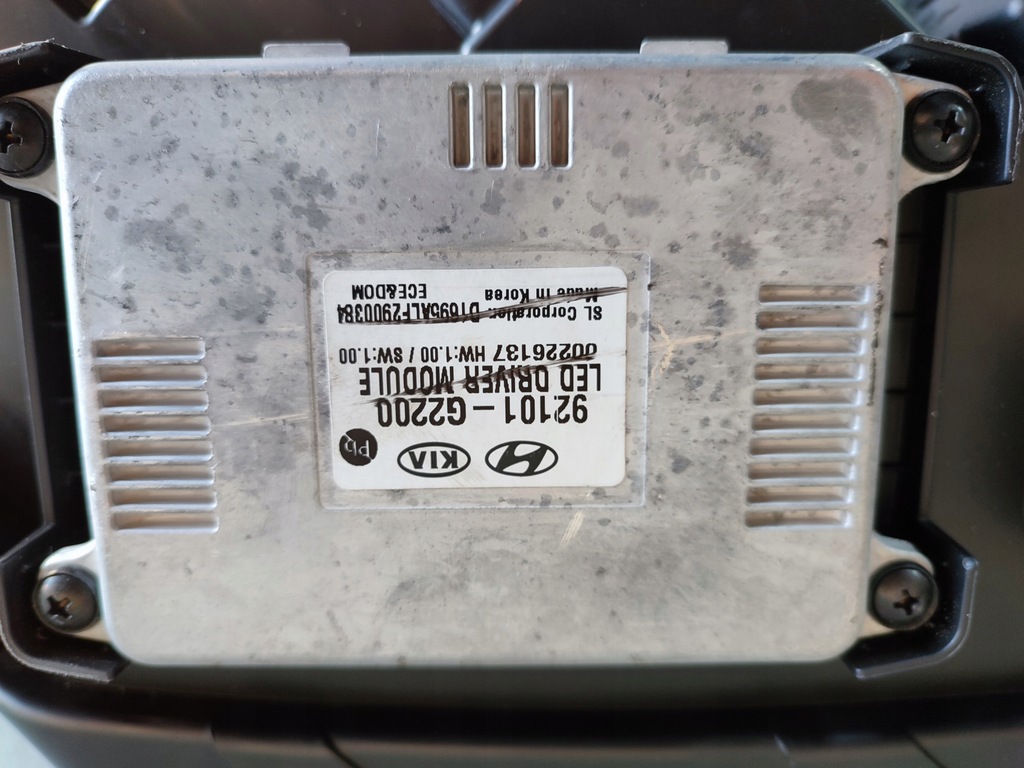 KIA
92101-G2200
LED DRIVER MODULE
00226137 HW:1.00 / SW:1.00
SL Corporation D1695ALF2900384
Made in Korea ECE&DOM